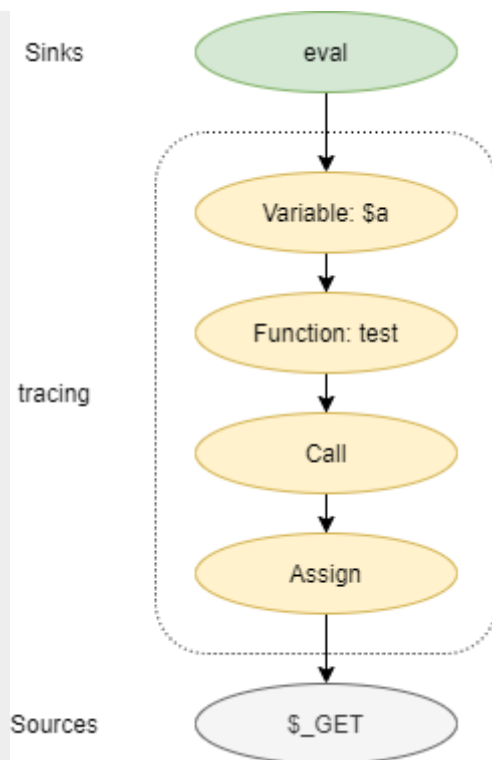 Sinks
eval
Variable: $a
Function: test
tracing
Call
Assign
Sources
$_GET